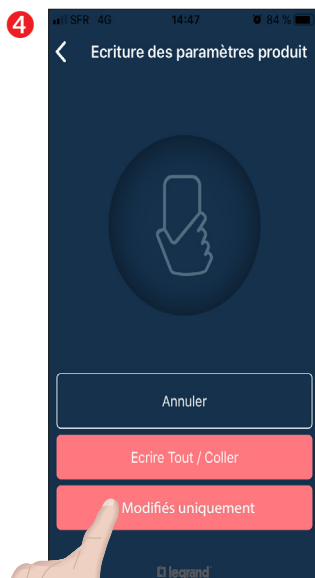 4
SFR 4G 14:47 84 %
Ecriture des paramètres produit
Annuler
Ecrire Tout / Coller
Modifiés uniquement
legrand